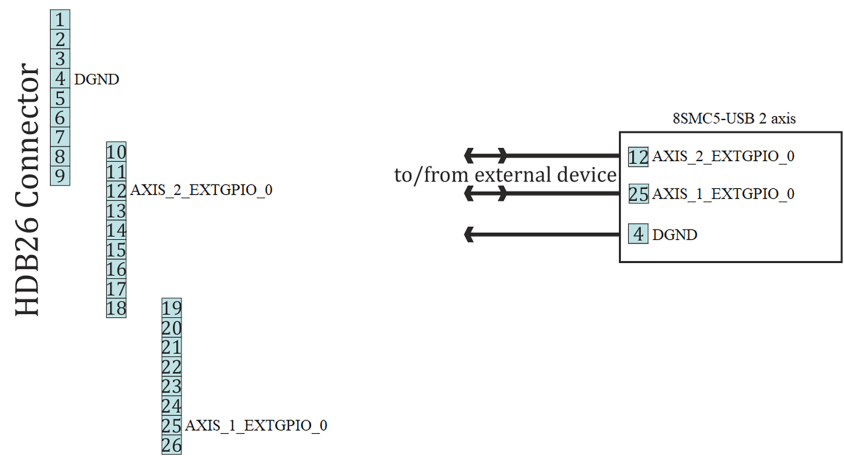 HDB26 Connector
1
2
3
4 DGND
5
6
7
8
9
10
11
12 AXIS_2_EXTGPIO_0
13
14
15
16
17
18
19
20
21
22
23
24
25 AXIS_1_EXTGPIO_0
26
8SMC5-USB 2 axis
12 AXIS_2_EXTGPIO_0
to/from external device
25 AXIS_1_EXTGPIO_0
4 DGND